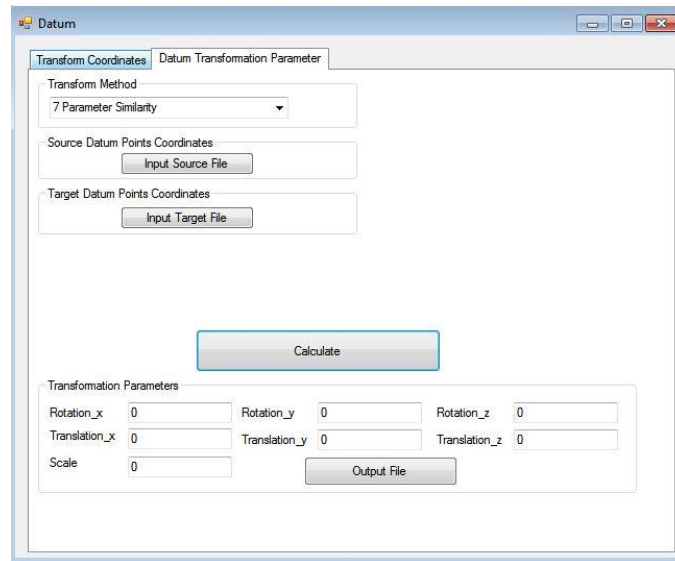 Datum
Transform Coordinates Datum Transformation Parameter
Transform Method
7 Parameter Similarity
Source Datum Points Coordinates
Input Source File
Target Datum Points Coordinates
Input Target File
Calculate
Transformation Parameters
Rotation_x 0 Rotation_y 0 Rotation_z 0
Translation_x 0 Translation_y 0 Translation_z 0
Scale 0 Output File